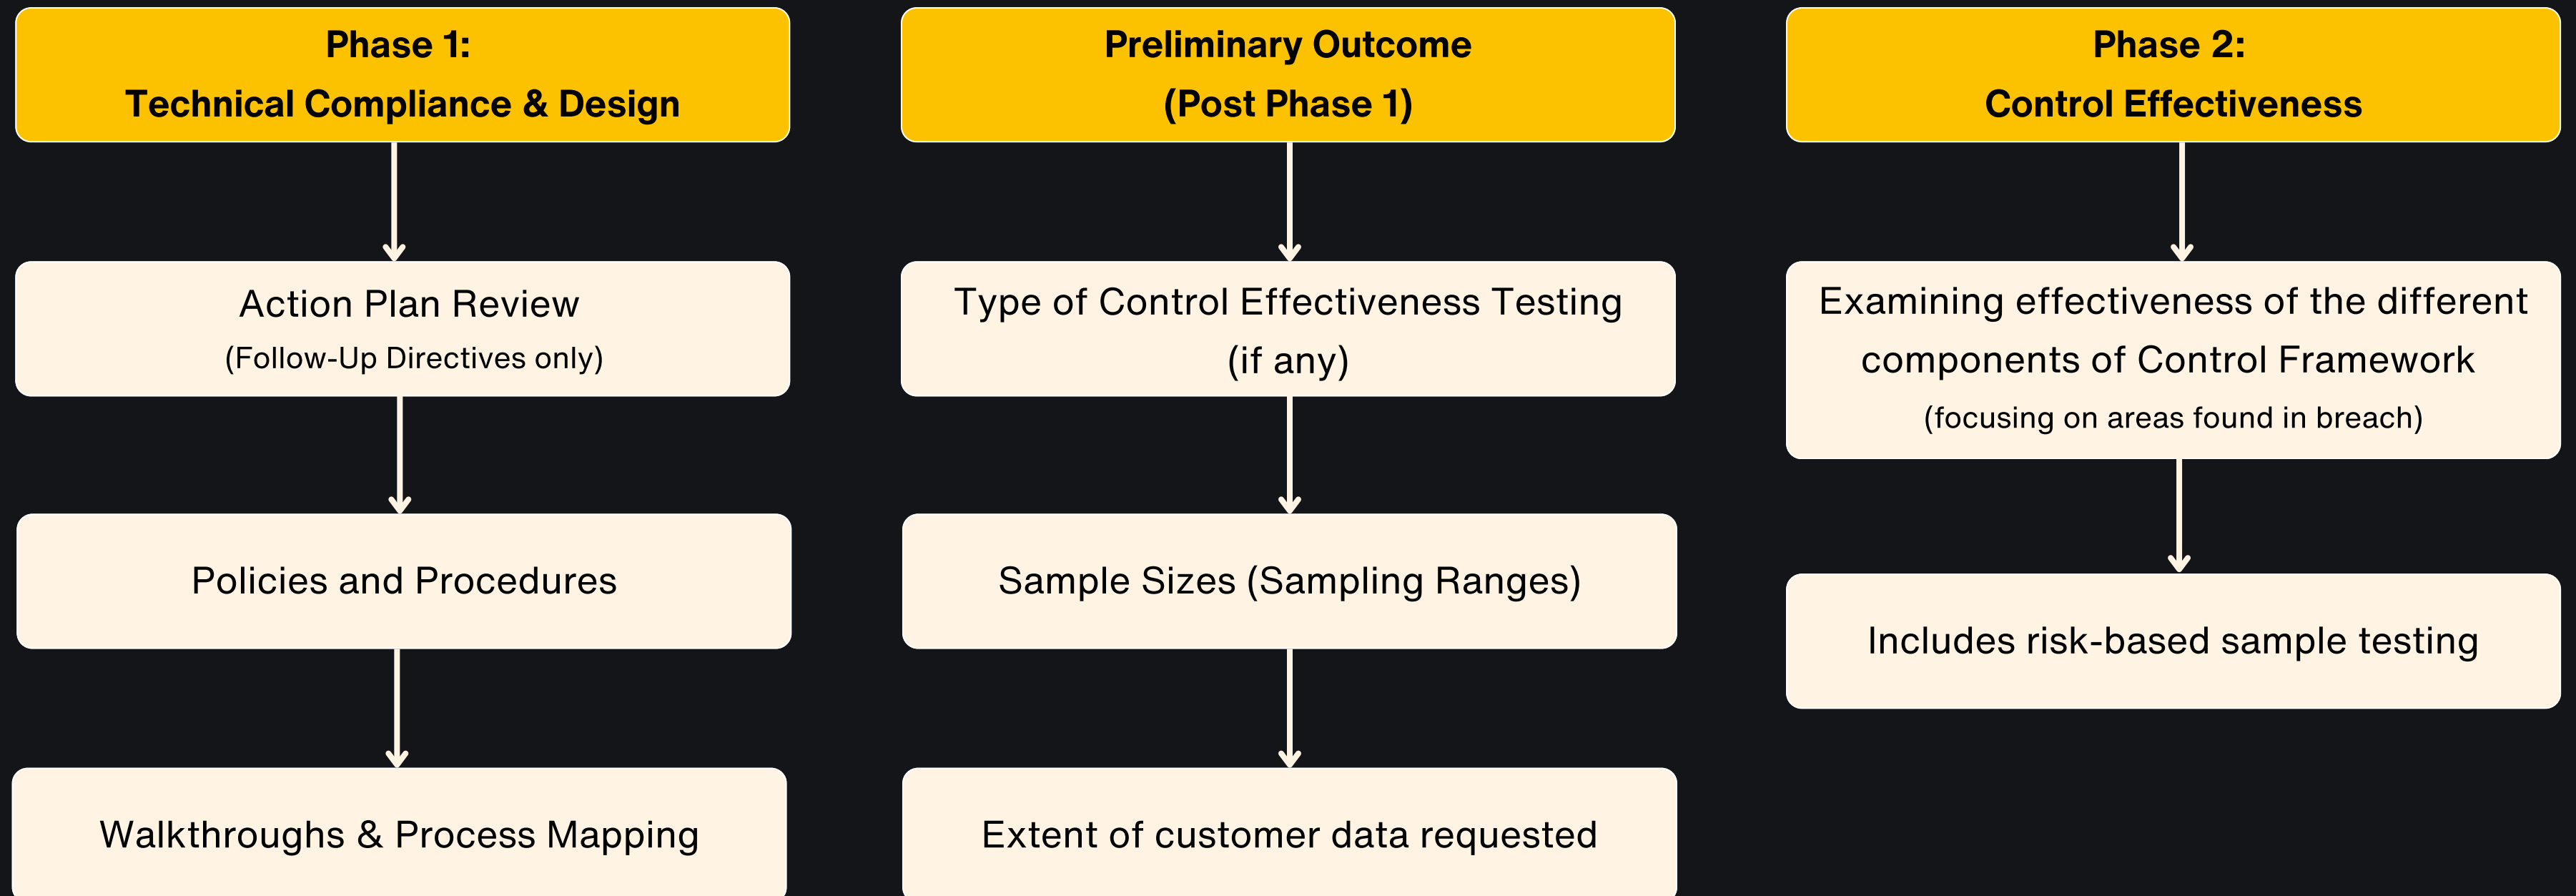 Phase 1:
Technical Compliance & Design
Action Plan Review
(Follow-Up Directives only)
Policies and Procedures
Walkthroughs & Process Mapping
Preliminary Outcome
(Post Phase 1)
Type of Control Effectiveness Testing
(if any)
Sample Sizes (Sampling Ranges)
Extent of customer data requested
Phase 2:
Control Effectiveness
Examining effectiveness of the different
components of Control Framework
(focusing on areas found in breach)
Includes risk-based sample testing